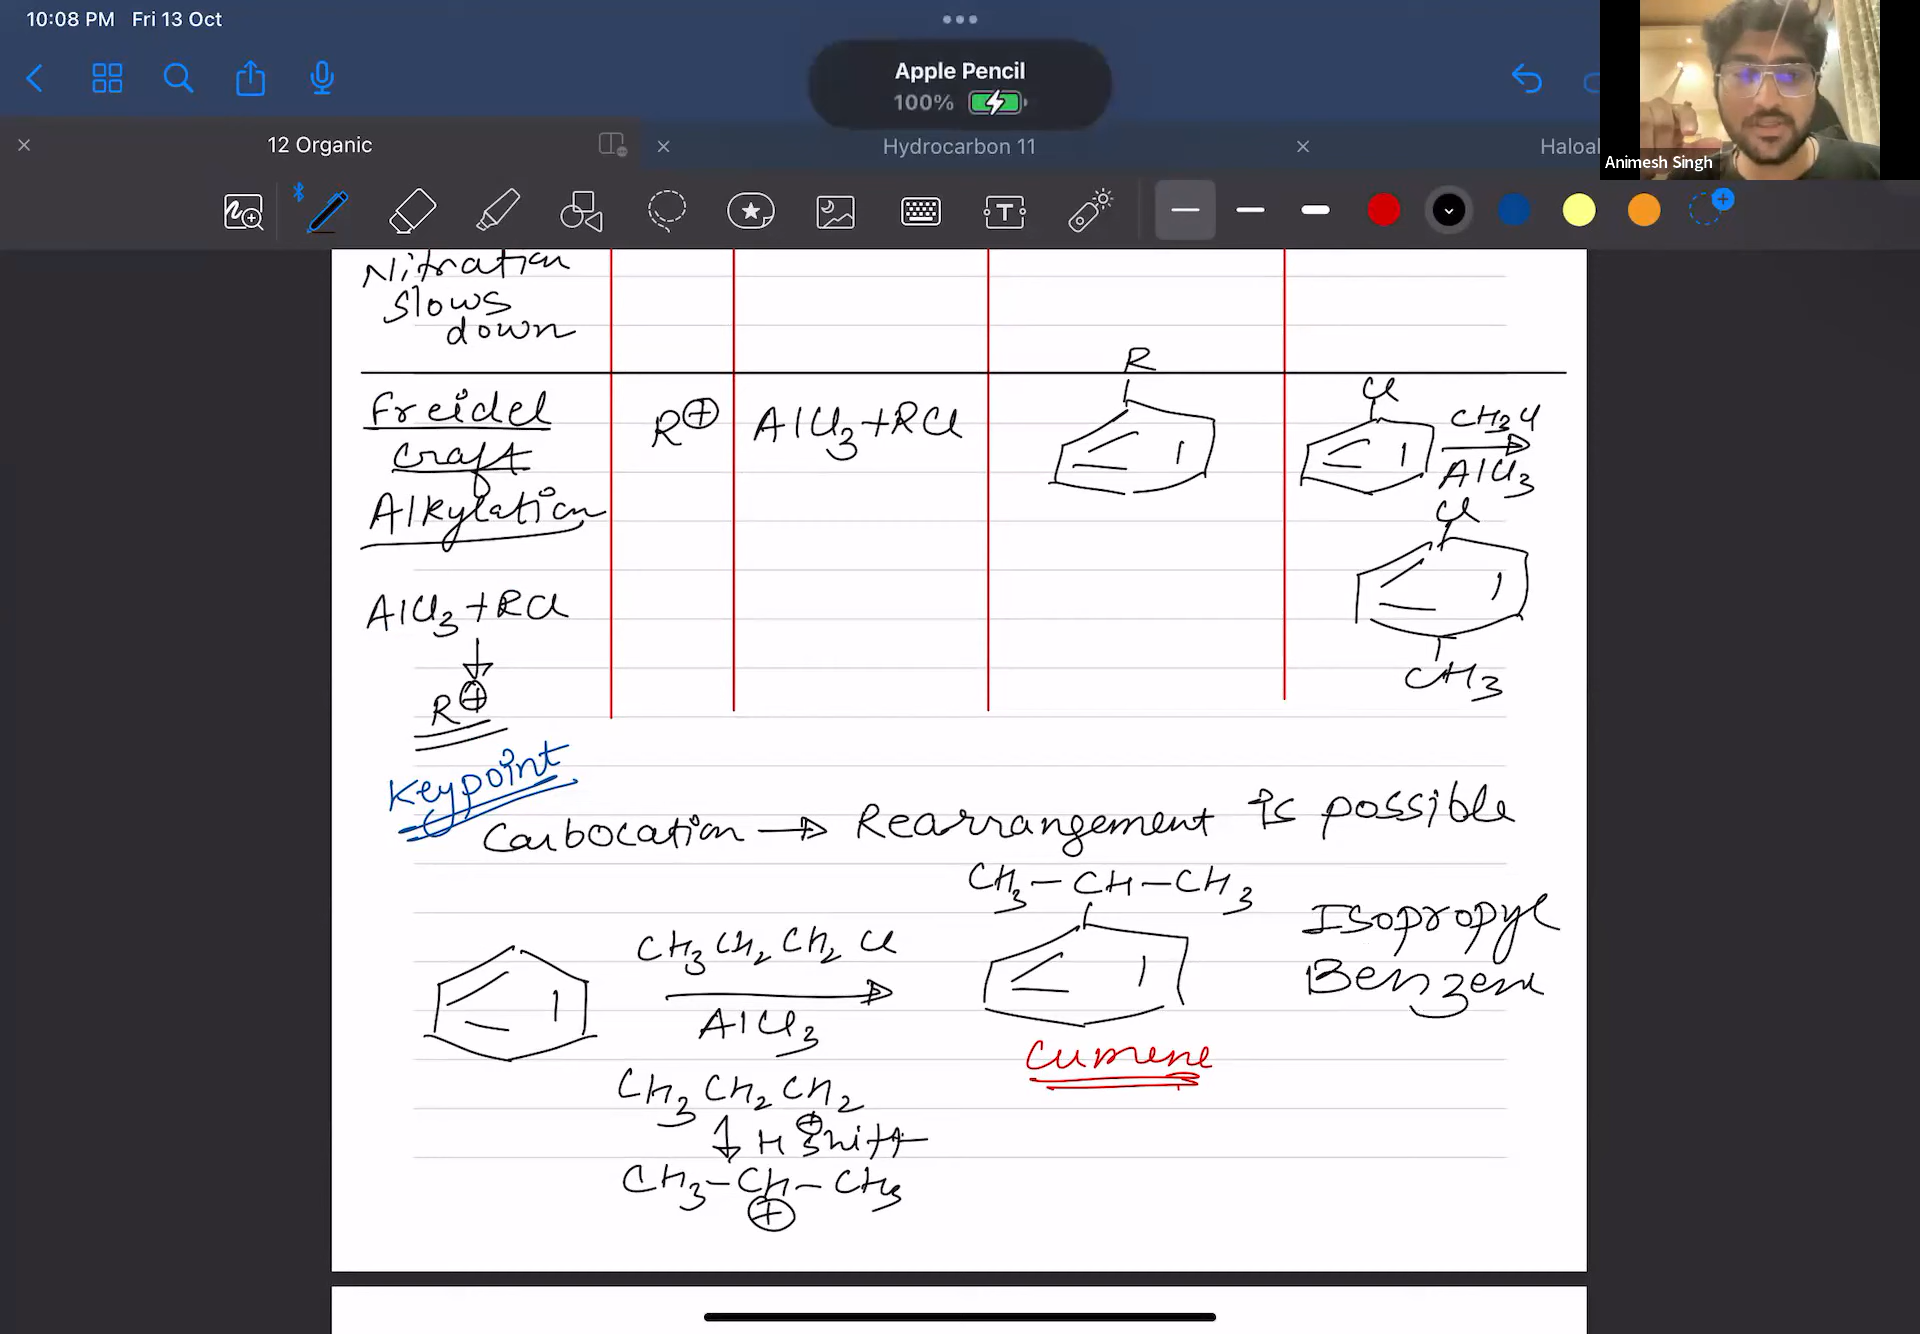 10:08 PM Fri 13 Oct
Apple Pencil
100%
12 Organic
Hydrocarbon 11
Haloal
Animesh Singh
T
Nitration
slows
down
Freidel
Craft
Alkylation
R⊕
AlCl3+RCl
R
Cl
CH3Cl
AlCl3
Cl
CH3
AlCl3+RCl
↓
R⊕
Keypoint
Carbocation → Rearrangement is possible
CH3-CH-CH3
Isopropyl
Benzene
CH3CH2CH2Cl
AlCl3
Cumene
CH3CH2CH2
⊕
↓ H shift
CH3-CH-CH3
⊕